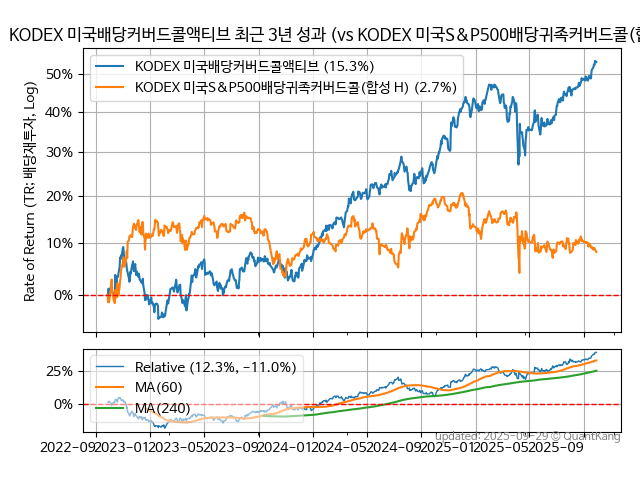 KODEX 미국배당커버드콜액티브 최근 3년 성과 (vs KODEX 미국S&P500배당귀족커버드콜(합
KODEX 미국배당커버드콜액티브 (15.3%)
KODEX 미국S&P500배당귀족커버드콜(합성 H) (2.7%)
Rate of Return (TR: 배당재투자, Log)
50%
40%
30%
20%
10%
0%
Relative (12.3%, -11.0%)
MA(60)
MA(240)
25%
0%
updated: 2025-09-29 © QuantKang
2022-09 2023-01 2023-05 2023-09 2024-01 2024-05 2024-09 2025-01 2025-05 2025-09